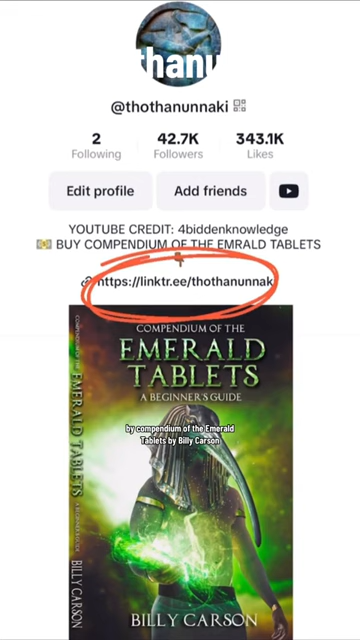 thanu
@thothanunnaki
2 42.7K 343.1K
Following Followers Likes
Edit profile Add friends
YOUTUBE CREDIT: 4biddenknowledge
BUY COMPENDIUM OF THE EMRALD TABLETS
https://linktr.ee/thothanunnak
COMPENDIUM OF THE
EMERALD
TABLETS
A BEGINNER'S GUIDE
by compendium of the Emerald
Tablets by Billy Carson
BILLY CARSON
COMPENDIUM OF THE EMERALD TABLETS A BEGINNER'S GUIDE BILLY CARSON